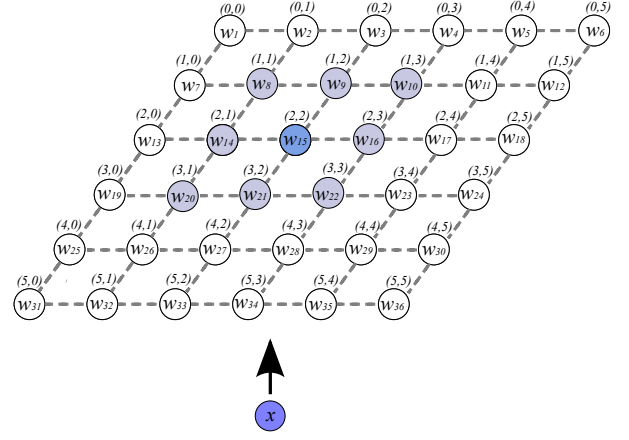 (0,0) (0,1) (0,2) (0,3) (0,4) (0,5)
w1 w2 w3 w4 w5 w6
(1,0) (1,1) (1,2) (1,3) (1,4) (1,5)
w7 w8 w9 w10 w11 w12
(2,0) (2,1) (2,2) (2,3) (2,4) (2,5)
w13 w14 w15 w16 w17 w18
(3,0) (3,1) (3,2) (3,3) (3,4) (3,5)
w19 w20 w21 w22 w23 w24
(4,0) (4,1) (4,2) (4,3) (4,4) (4,5)
w25 w26 w27 w28 w29 w30
(5,0) (5,1) (5,2) (5,3) (5,4) (5,5)
w31 w32 w33 w34 w35 w36
x